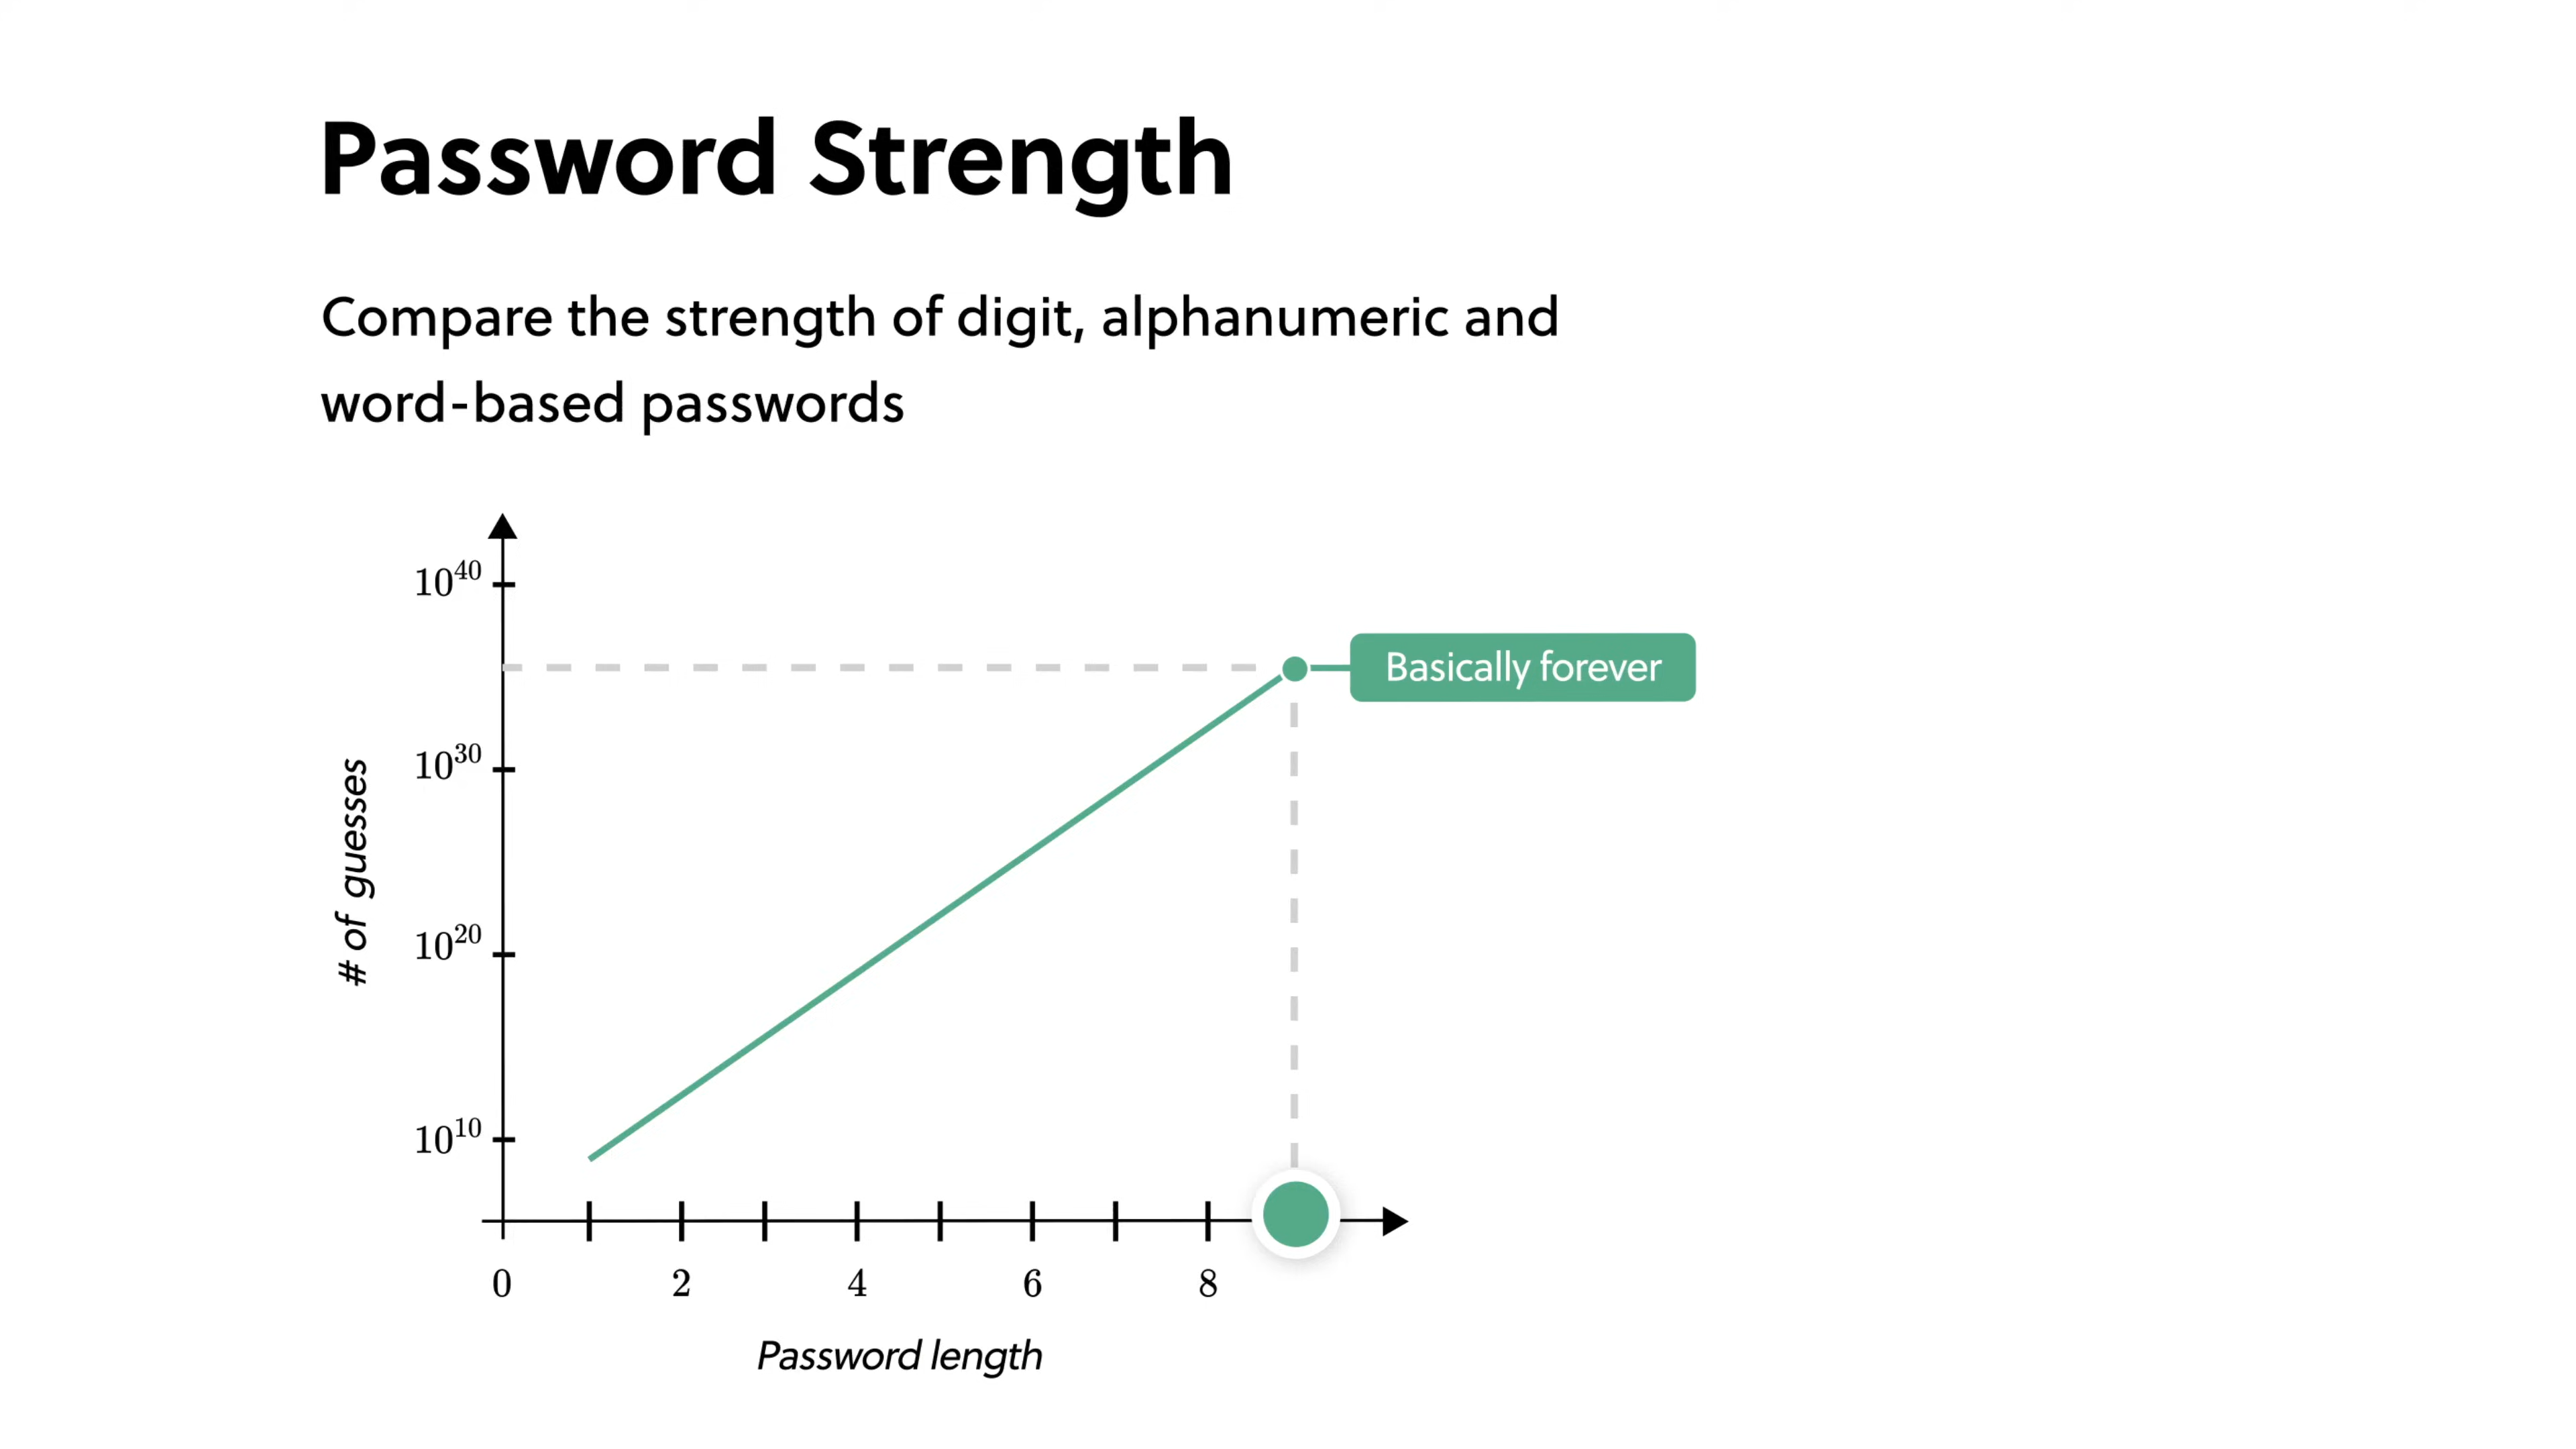 Password Strength
Compare the strength of digit, alphanumeric and
word-based passwords
10⁴⁰
Basically forever
10³⁰
# of guesses
10²⁰
10¹⁰
0 2 4 6 8
Password length